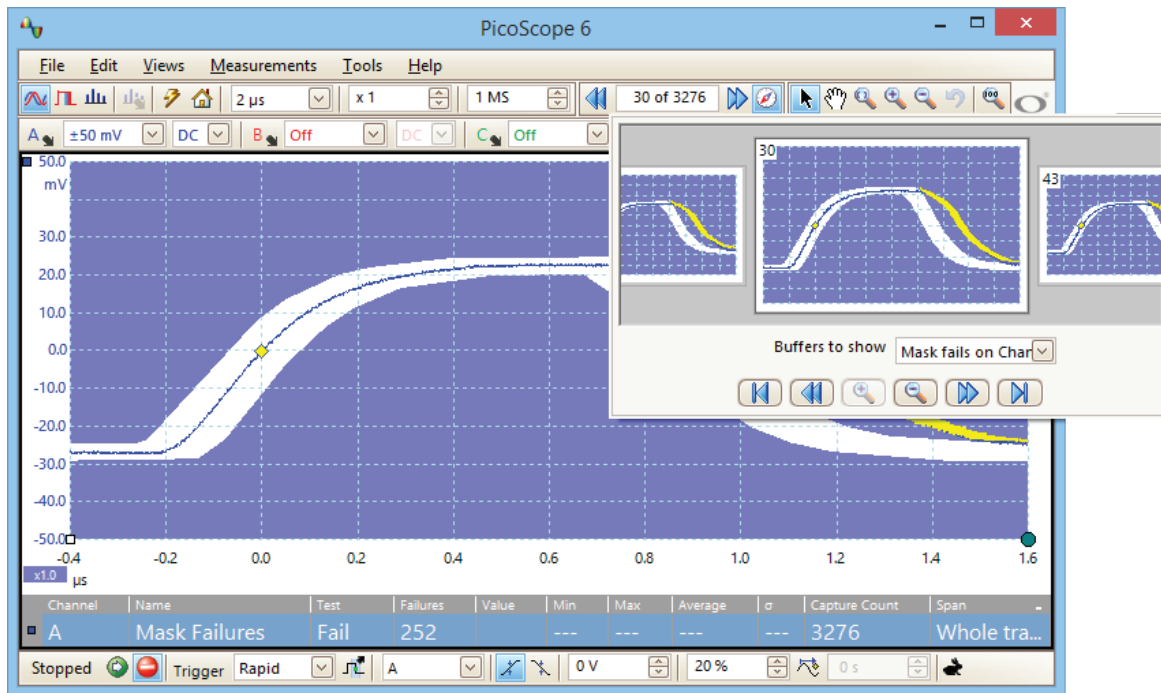 PicoScope 6
File Edit Views Measurements Tools Help
2 µs x 1 1 MS 30 of 3276
A ±50 mV DC B Off DC C Off
50.0
mV
30.0
20.0
10.0
0.0
-10.0
-20.0
-30.0
-40.0
-50.0
-0.4 -0.2 0.0 0.2 0.4 0.6 0.8 1.0 1.2 1.4 1.6
x1.0 µs
30
43
Buffers to show Mask fails on Char
Channel Name Test Failures Value Min Max Average σ Capture Count Span
A Mask Failures Fail 252 --- --- --- --- 3276 Whole tra...
Stopped Trigger Rapid A 0 V 20 % 0 s